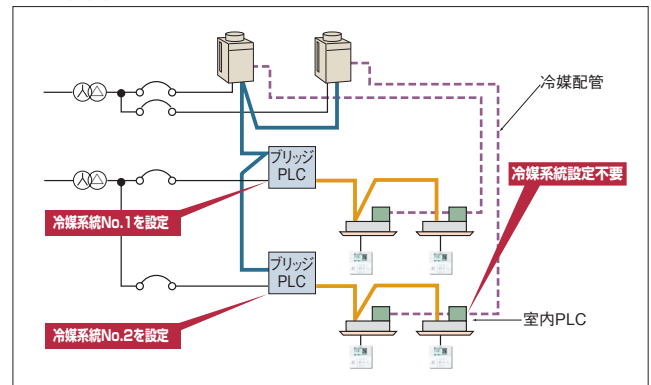 冷媒配管
ブリッジ
PLC
冷媒系統設定不要
冷媒系統No.1を設定
ブリッジ
PLC
室内PLC
冷媒系統No.2を設定